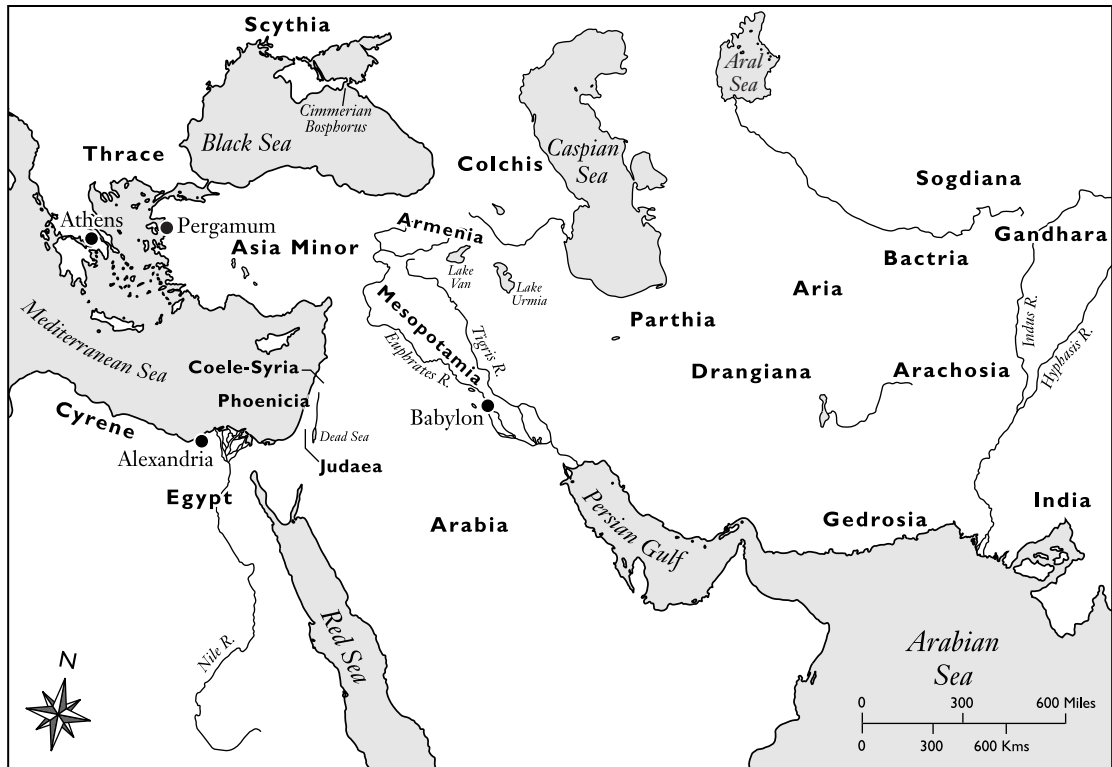 Scythia
Aral
Sea
Cimmerian
Bosphorus
Black Sea
Caspian
Sea
Thrace
Colchis
Sogdiana
Athens
Pergamum
Armenia
Gandhara
Asia Minor
Bactria
Lake
Van
Lake
Urmia
Aria
Mediterranean Sea
Mesopotamia
Tigris R.
Parthia
Indus R.
Hyphasis R.
Euphrates R.
Coele-Syria
Drangiana
Arachosia
Phoenicia
Cyrene
Babylon
Dead Sea
Alexandria
Judaea
Egypt
Arabia
Persian Gulf
Gedrosia
India
Nile R.
Red Sea
Arabian
Sea
N
0 300 600 Miles
0 300 600 Kms